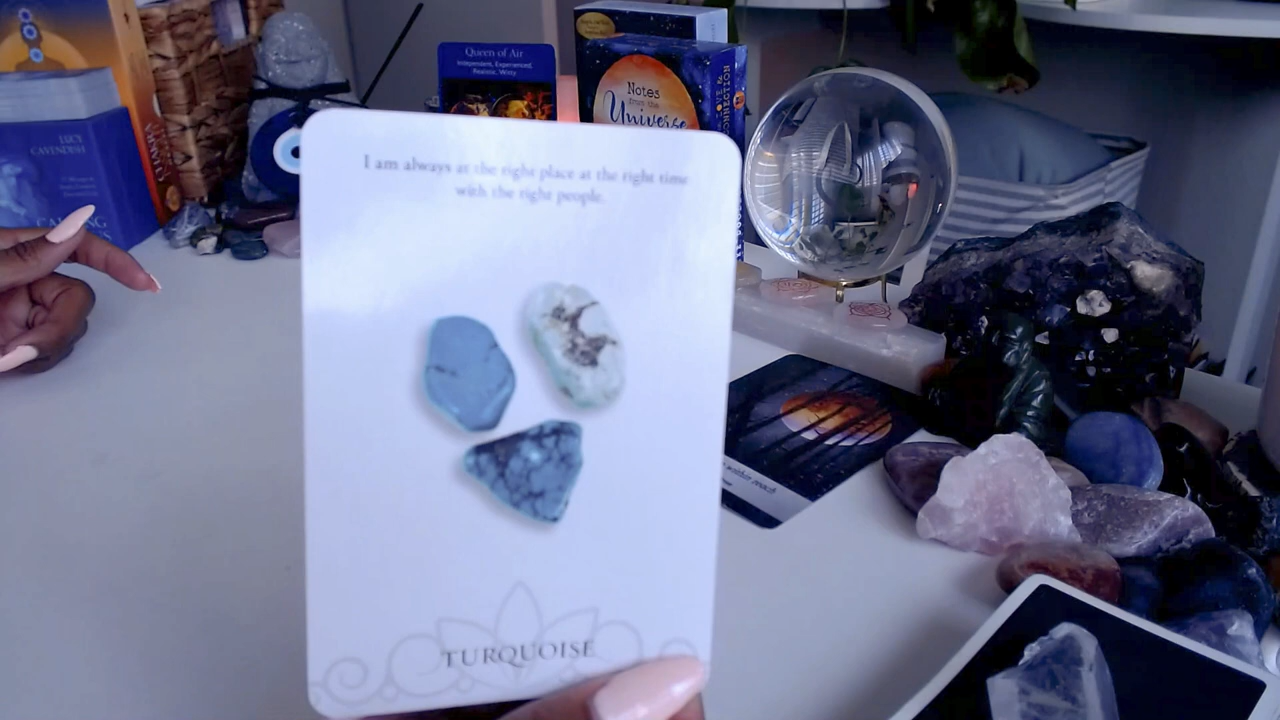 Queen of Air
Independent, Experienced,
Realistic, Witty
Notes
from the
Universe
CONNECTION
LUCY
CAVENDISH
I am always at the right place at the right time
with the right people.
TURQUOISE